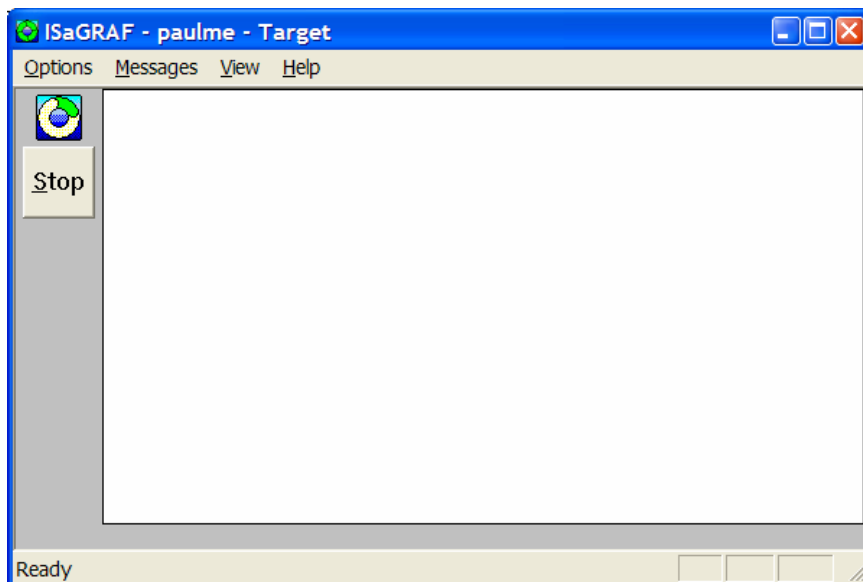 ISaGRAF - paulme - Target
Options Messages View Help
Stop
Ready